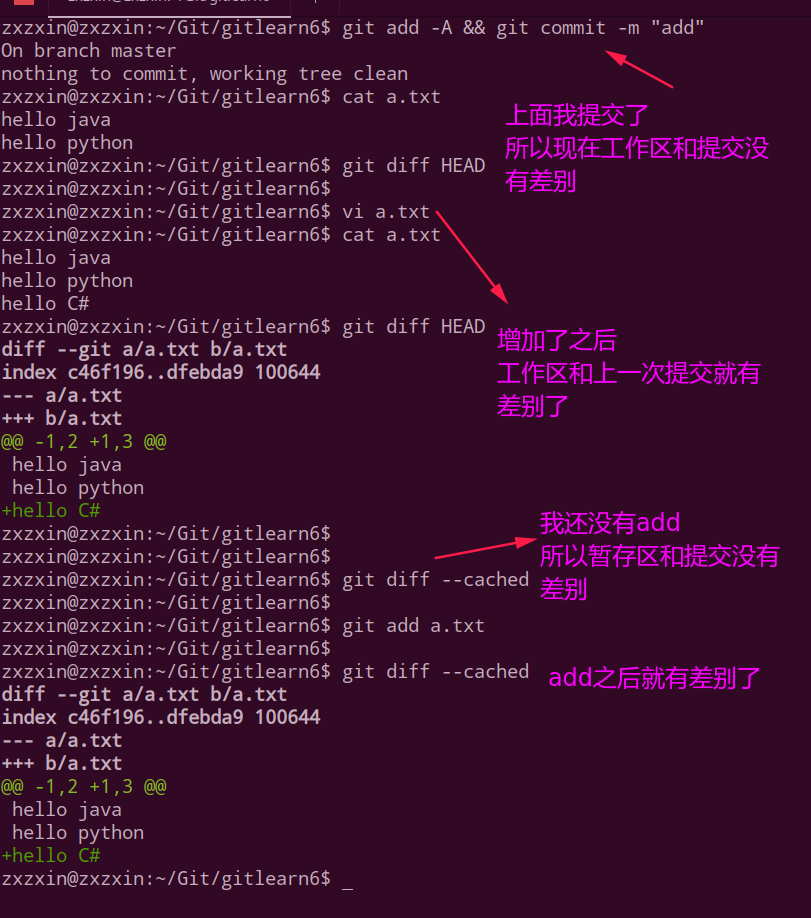 zxzxin@zxzxin:~/Git/gitlearn6$ git add -A && git commit -m "add"
On branch master
nothing to commit, working tree clean
zxzxin@zxzxin:~/Git/gitlearn6$ cat a.txt
hello java
上面我提交了
hello python
所以现在工作区和提交没
zxzxin@zxzxin:~/Git/gitlearn6$ git diff HEAD
有差别
zxzxin@zxzxin:~/Git/gitlearn6$
zxzxin@zxzxin:~/Git/gitlearn6$ vi a.txt
zxzxin@zxzxin:~/Git/gitlearn6$ cat a.txt
hello java
hello python
hello C#
zxzxin@zxzxin:~/Git/gitlearn6$ git diff HEAD
增加了之后
diff --git a/a.txt b/a.txt
index c46f196..dfebda9 100644
工作区和上一次提交就有
--- a/a.txt
差别了
+++ b/a.txt
@@ -1,2 +1,3 @@
 hello java
 hello python
+hello C#
我还没有add
zxzxin@zxzxin:~/Git/gitlearn6$
zxzxin@zxzxin:~/Git/gitlearn6$
所以暂存区和提交没有
zxzxin@zxzxin:~/Git/gitlearn6$ git diff --cached
差别
zxzxin@zxzxin:~/Git/gitlearn6$
zxzxin@zxzxin:~/Git/gitlearn6$ git add a.txt
zxzxin@zxzxin:~/Git/gitlearn6$
zxzxin@zxzxin:~/Git/gitlearn6$ git diff --cached
add之后就有差别了
diff --git a/a.txt b/a.txt
index c46f196..dfebda9 100644
--- a/a.txt
+++ b/a.txt
@@ -1,2 +1,3 @@
 hello java
 hello python
+hello C#
zxzxin@zxzxin:~/Git/gitlearn6$ _